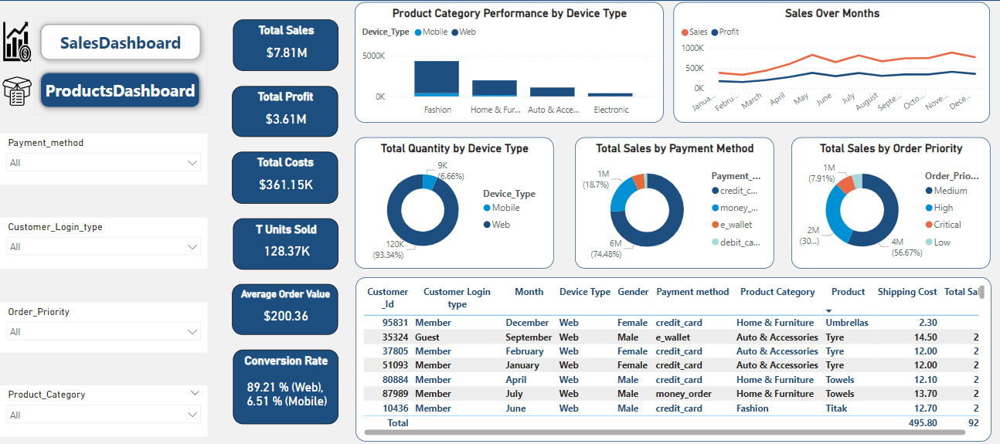 SalesDashboard
ProductsDashboard
Payment_method
All
Customer_Login_type
All
Order_Priority
All
Product_Category
All
Total Sales
$7.81M
Total Profit
$3.61M
Total Costs
$361.15K
T Units Sold
128.37K
Average Order Value
$200.36
Conversion Rate
89.21 % (Web),
6.51 % (Mobile)
Product Category Performance by Device Type
Device_Type Mobile Web
5000K
0K
Fashion Home & Fur... Auto & Acce... Electronic
Sales Over Months
Sales Profit
1000K
500K
0K
Janua... Febru... March April May June July August Septe... Octo... Nove... Dece...
Total Quantity by Device Type
9K
(6.66%)
120K
(93.34%)
Device_Type
Mobile
Web
Total Sales by Payment Method
1M
(18.7%)
6M
(74.48%)
Payment_...
credit_c...
money_...
e_wallet
debit_ca...
Total Sales by Order Priority
1M
(7.91%)
2M
(30...)
4M
(56.67%)
Order_Prio...
Medium
High
Critical
Low
Customer Customer Login Month Device Type Gender Payment method Product Category Product Shipping Cost Total Sal
_Id type
95831 Member December Web Female credit_card Home & Furniture Umbrellas 2.30
35324 Guest September Web Male e_wallet Auto & Accessories Tyre 14.50 2
37805 Member February Web Female credit_card Auto & Accessories Tyre 12.00 2
51093 Member January Web Female credit_card Auto & Accessories Tyre 12.00 2
80884 Member April Web Male credit_card Home & Furniture Towels 12.10 2
87989 Member July Web Male money_order Home & Furniture Towels 13.70 2
10436 Member June Web Male credit_card Fashion Titak 12.70 2
Total 495.80 92